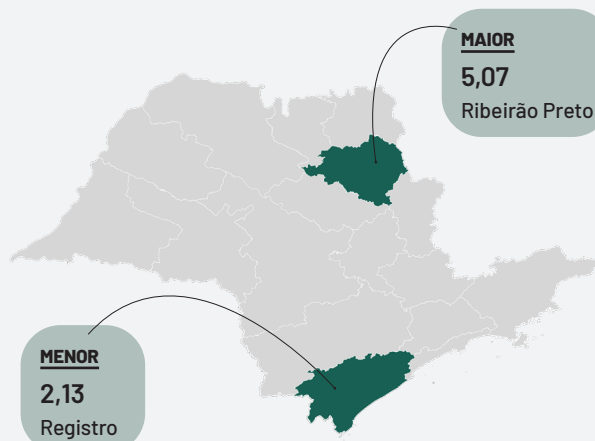 MAIOR
5,07
Ribeirão Preto
MENOR
2,13
Registro